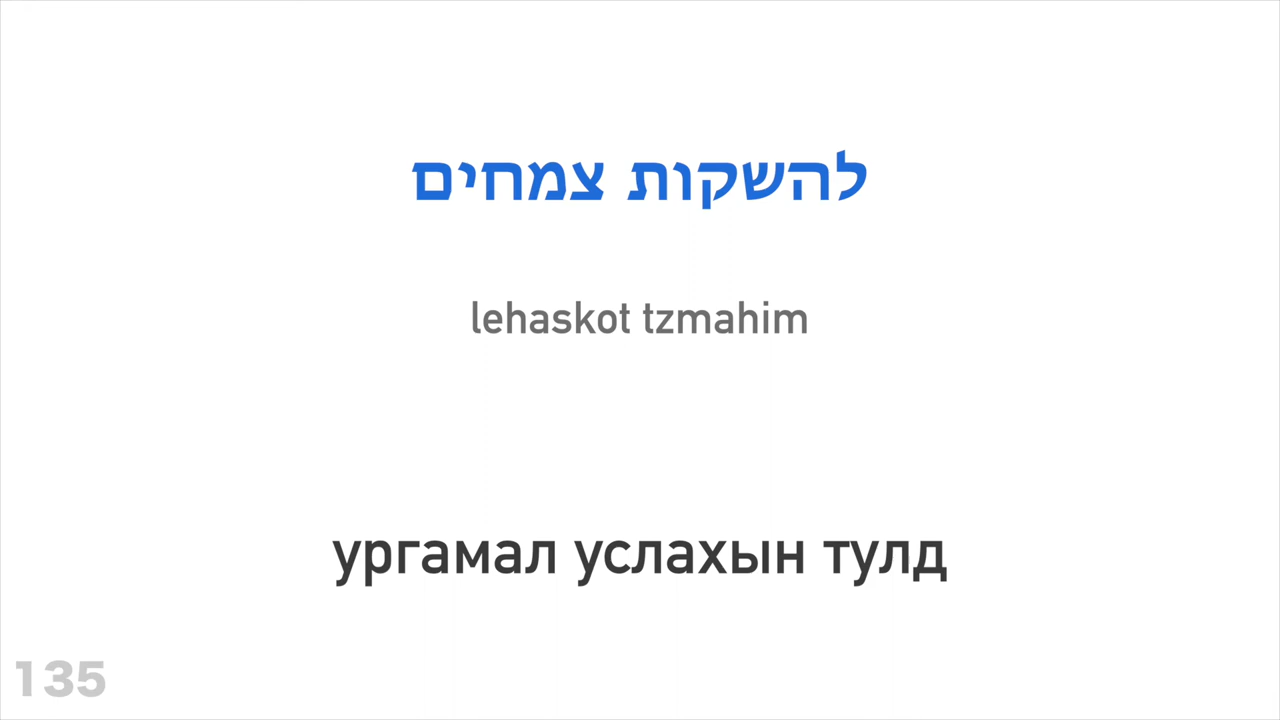 להשקות צמחים
lehaskot tzmahim
ургамал услахын тулд
135